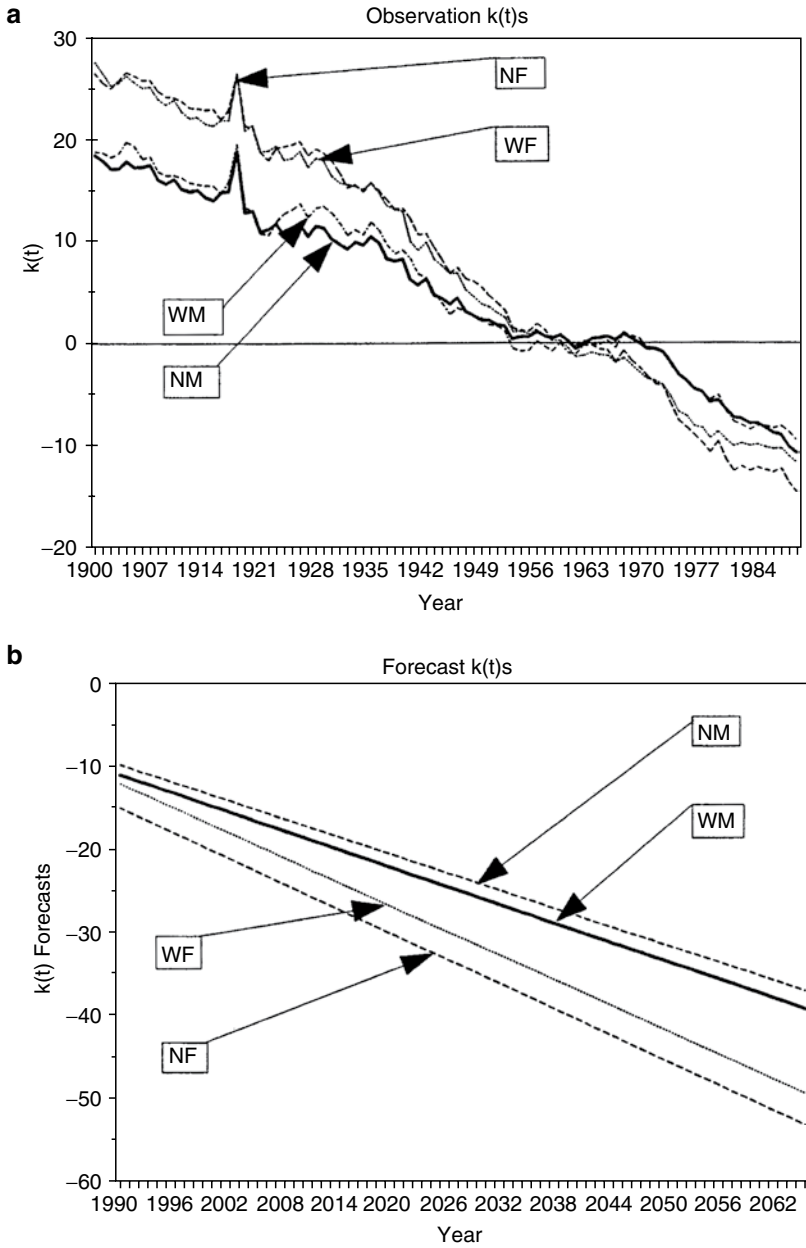 a
Observation k(t)s
30
20
10
0
−10
−20
k(t)
NF
WF
WM
NM
1900 1907 1914 1921 1928 1935 1942 1949 1956 1963 1970 1977 1984
Year
b
Forecast k(t)s
0
−10
−20
−30
−40
−50
−60
k(t) Forecasts
NM
WM
WF
NF
1990 1996 2002 2008 2014 2020 2026 2032 2038 2044 2050 2056 2062
Year